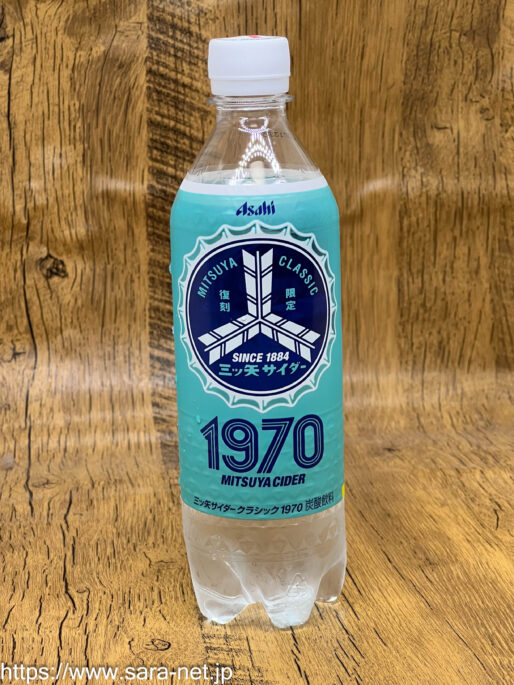 Asahi
MITSUYA CLASSIC
復刻 限定
SINCE 1884
三ツ矢サイダー
1970
MITSUYA CIDER
三ツ矢サイダー クラシック1970 炭酸飲料
https://www.sara-net.jp